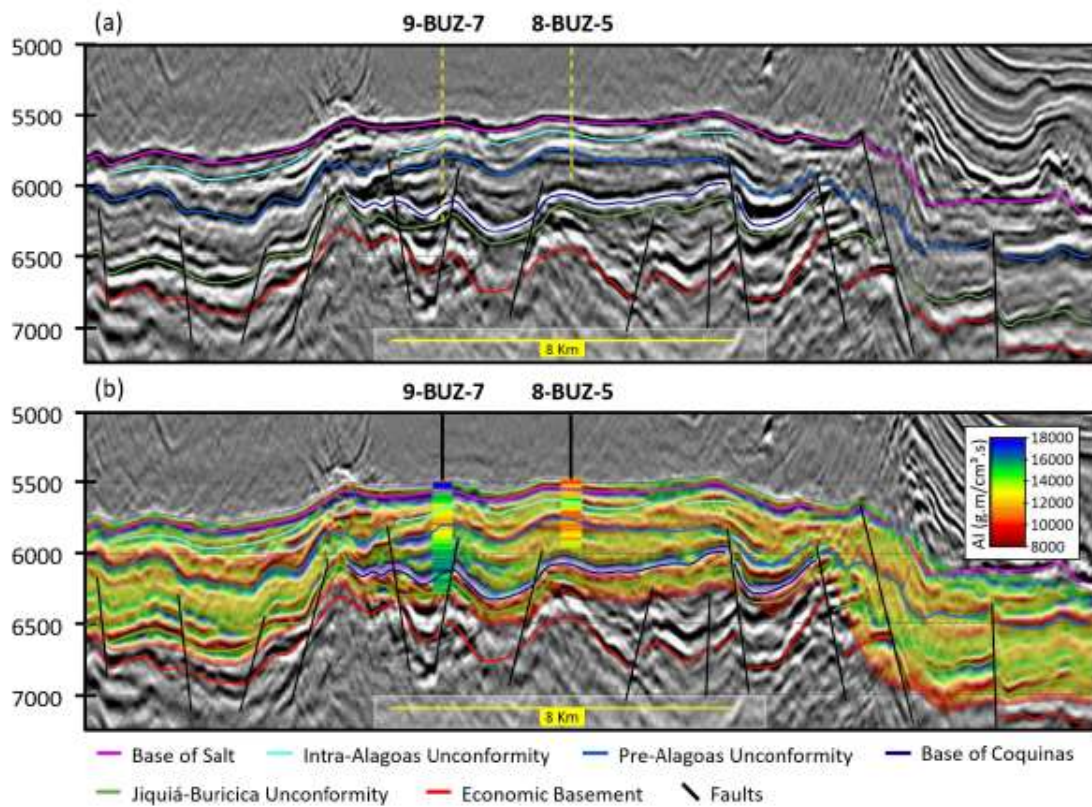 (a)
9-BUZ-7 8-BUZ-5
5000
5500
6000
6500
7000
8 Km
(b)
9-BUZ-7 8-BUZ-5
5000
5500
6000
6500
7000
8 Km
AI (g.m/cm³.s)
18000
16000
14000
12000
10000
8000
Base of Salt Intra-Alagoas Unconformity Pre-Alagoas Unconformity Base of Coquinas
Jiquiá-Buricica Unconformity Economic Basement Faults